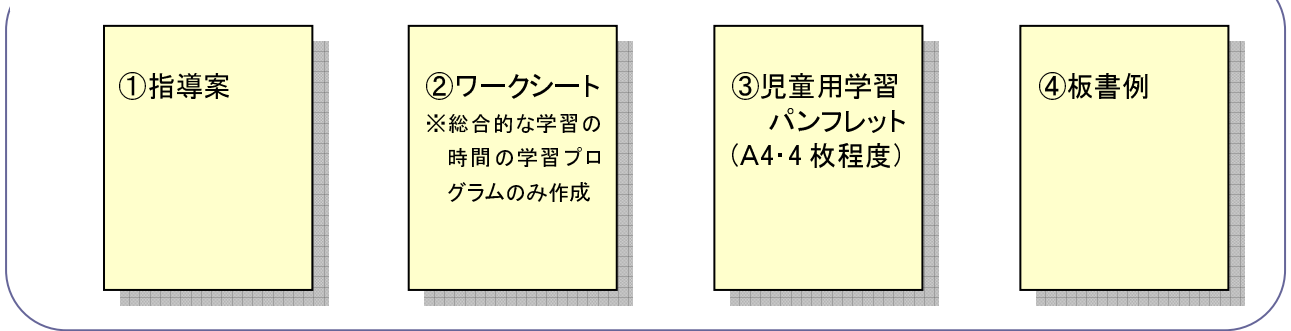 ①指導案
②ワークシート
※総合的な学習の
時間の学習プロ
グラムのみ作成
③児童用学習
パンフレット
（A4・4 枚程度）
④板書例